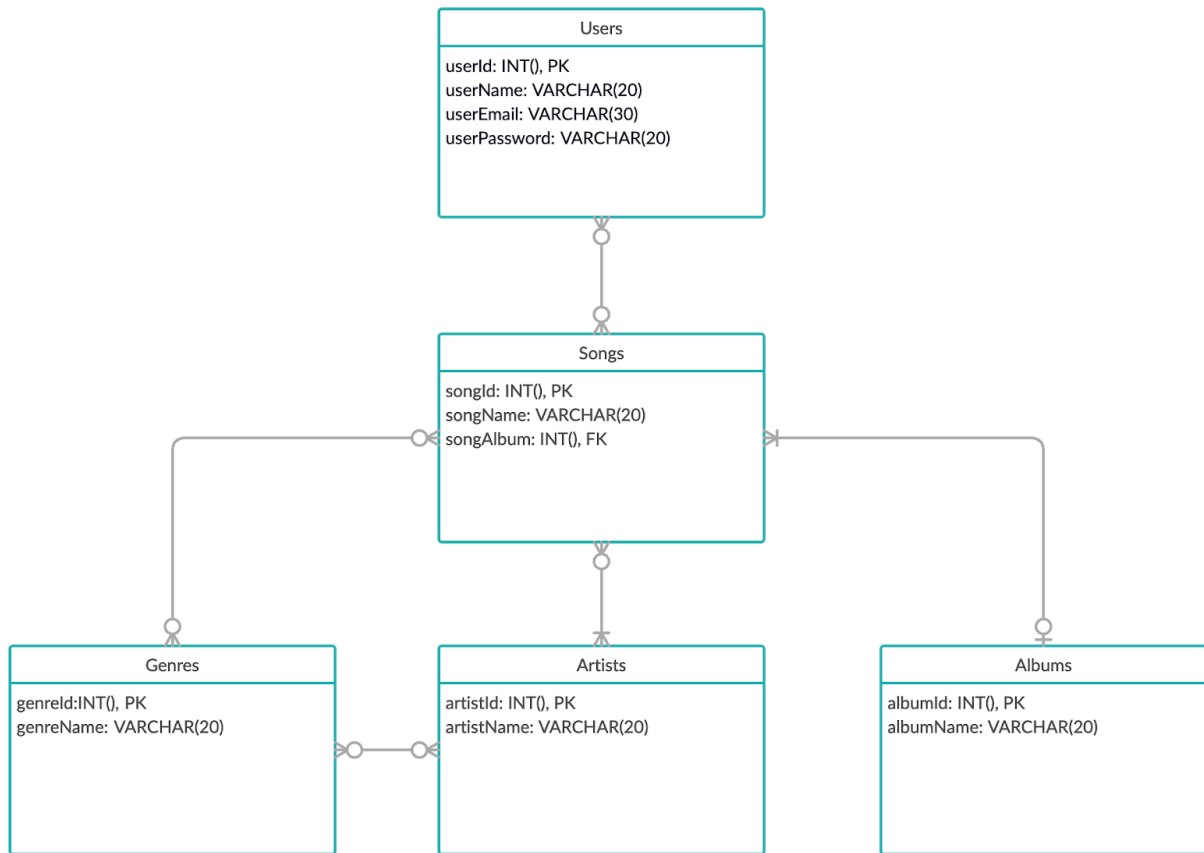 Users
userId: INT(), PK
userName: VARCHAR(20)
userEmail: VARCHAR(30)
userPassword: VARCHAR(20)
Songs
songId: INT(), PK
songName: VARCHAR(20)
songAlbum: INT(), FK
Genres
genreId:INT(), PK
genreName: VARCHAR(20)
Artists
artistId: INT(), PK
artistName: VARCHAR(20)
Albums
albumId: INT(), PK
albumName: VARCHAR(20)